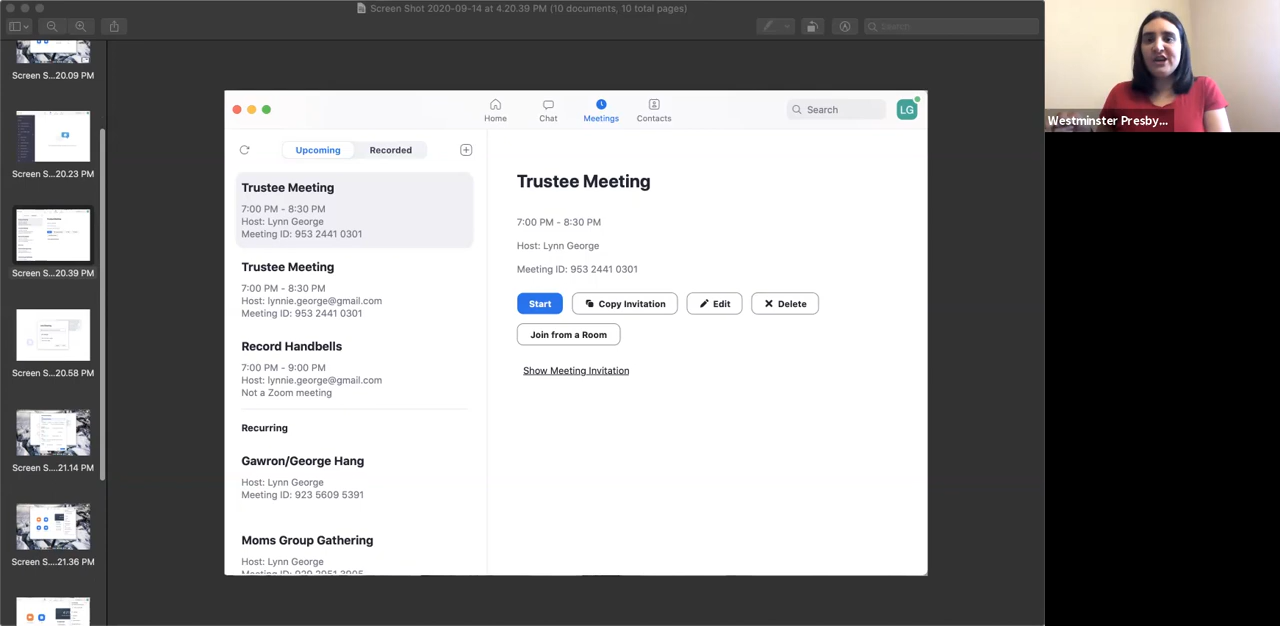 Screen Shot 2020-09-14 at 4.20.39 PM (10 documents, 10 total pages)
Search
Screen S...20.09 PM
Screen S...20.23 PM
Screen S...20.39 PM
Screen S...20.58 PM
Screen S....21.14 PM
Screen S....21.36 PM
Home
Chat
Meetings
Contacts
Search
LG
Upcoming
Recorded
Trustee Meeting
7:00 PM - 8:30 PM
Host: Lynn George
Meeting ID: 953 2441 0301
Trustee Meeting
7:00 PM - 8:30 PM
Host: lynnie.george@gmail.com
Meeting ID: 953 2441 0301
Record Handbells
7:00 PM - 9:00 PM
Host: lynnie.george@gmail.com
Not a Zoom meeting
Recurring
Gawron/George Hang
Host: Lynn George
Meeting ID: 923 5609 5391
Moms Group Gathering
Host: Lynn George
Trustee Meeting
7:00 PM - 8:30 PM
Host: Lynn George
Meeting ID: 953 2441 0301
Start
Copy Invitation
Edit
Delete
Join from a Room
Show Meeting Invitation
Westminster Presby...